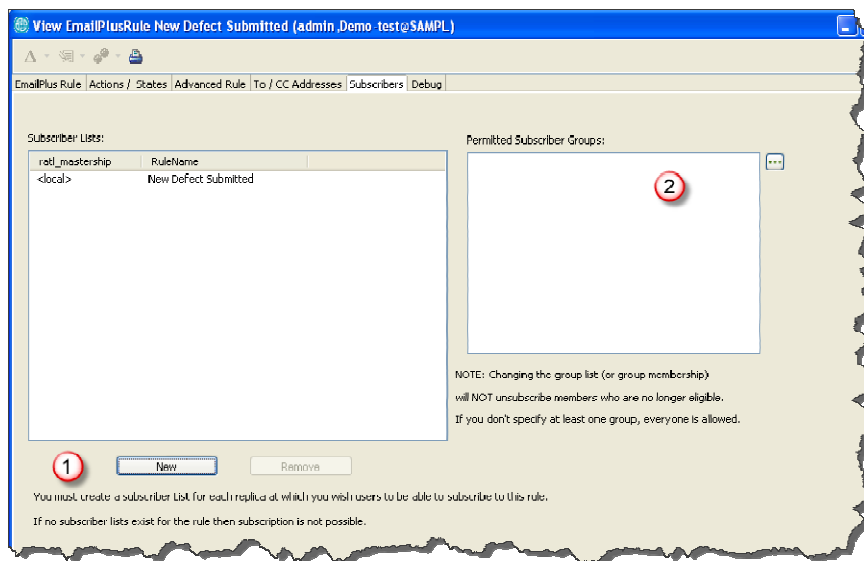 View EmailPlusRule New Defect Submitted (admin ,Demo-test@SAMPL)
EmailPlus Rule Actions / States Advanced Rule To / CC Addresses Subscribers Debug
Subscriber Lists:
ratl_mastership RuleName
<local> New Defect Submitted
Permitted Subscriber Groups:
2
NOTE: Changing the group list (or group membership)
will NOT unsubscribe members who are no longer eligible.
If you don't specify at least one group, everyone is allowed.
1
New Remove
You must create a subscriber List for each replica at which you wish users to be able to subscribe to this rule.
If no subscriber lists exist for the rule then subscription is not possible.